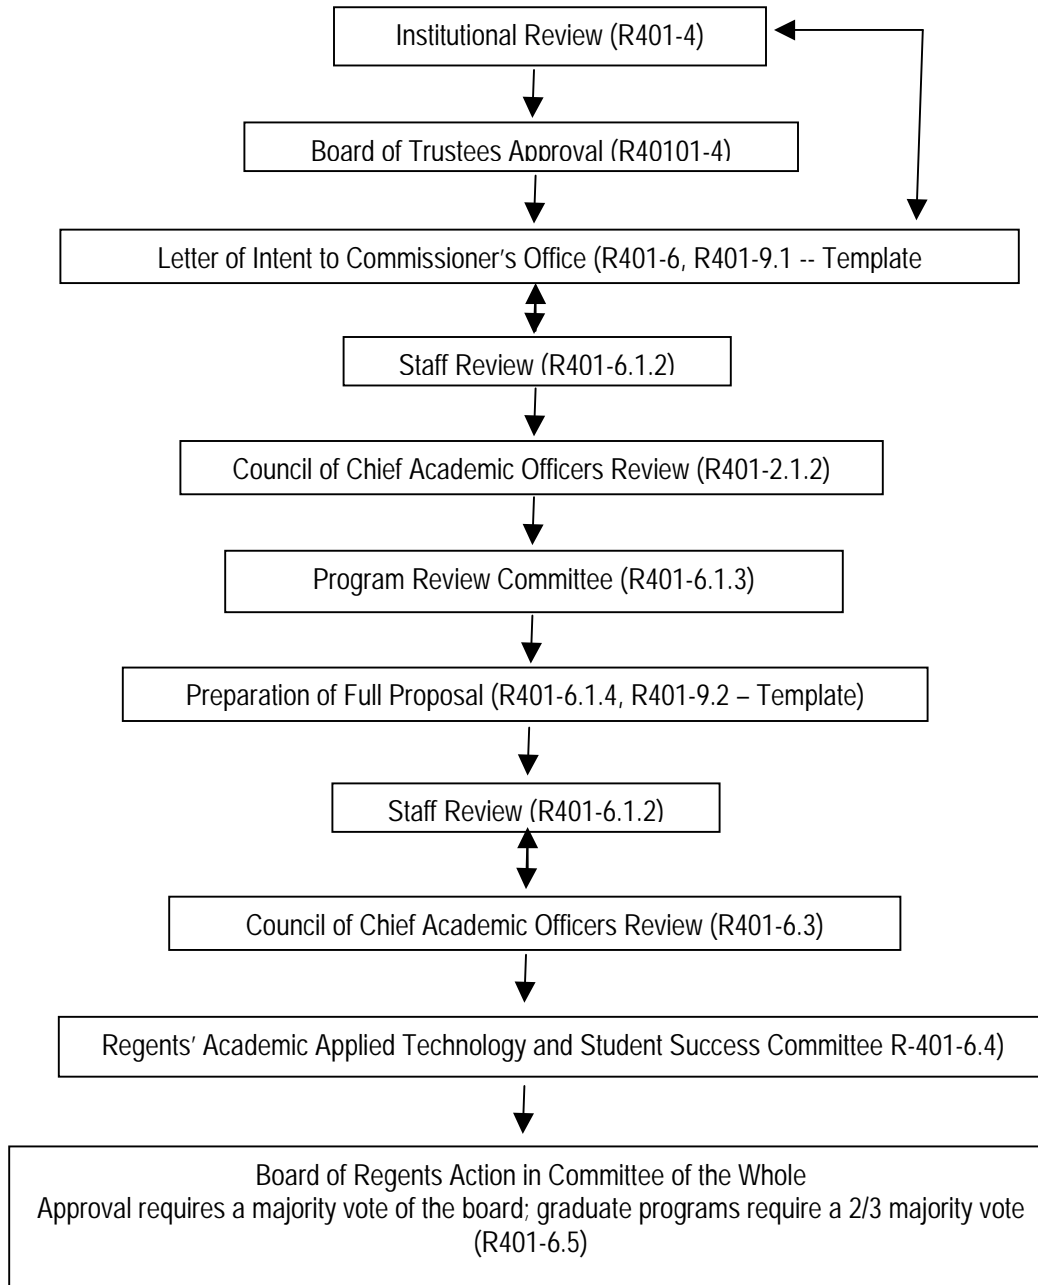 Institutional Review (R401-4)
Board of Trustees Approval (R40101-4)
Letter of Intent to Commissioner's Office (R401-6, R401-9.1 -- Template
Staff Review (R401-6.1.2)
Council of Chief Academic Officers Review (R401-2.1.2)
Program Review Committee (R401-6.1.3)
Preparation of Full Proposal (R401-6.1.4, R401-9.2 – Template)
Staff Review (R401-6.1.2)
Council of Chief Academic Officers Review (R401-6.3)
Regents' Academic Applied Technology and Student Success Committee R-401-6.4)
Board of Regents Action in Committee of the Whole
Approval requires a majority vote of the board; graduate programs require a 2/3 majority vote
(R401-6.5)